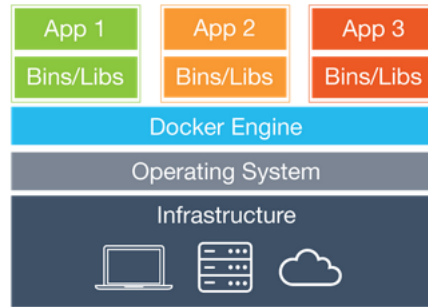 App 1
App 2
App 3
Bins/Libs
Bins/Libs
Bins/Libs
Docker Engine
Operating System
Infrastructure